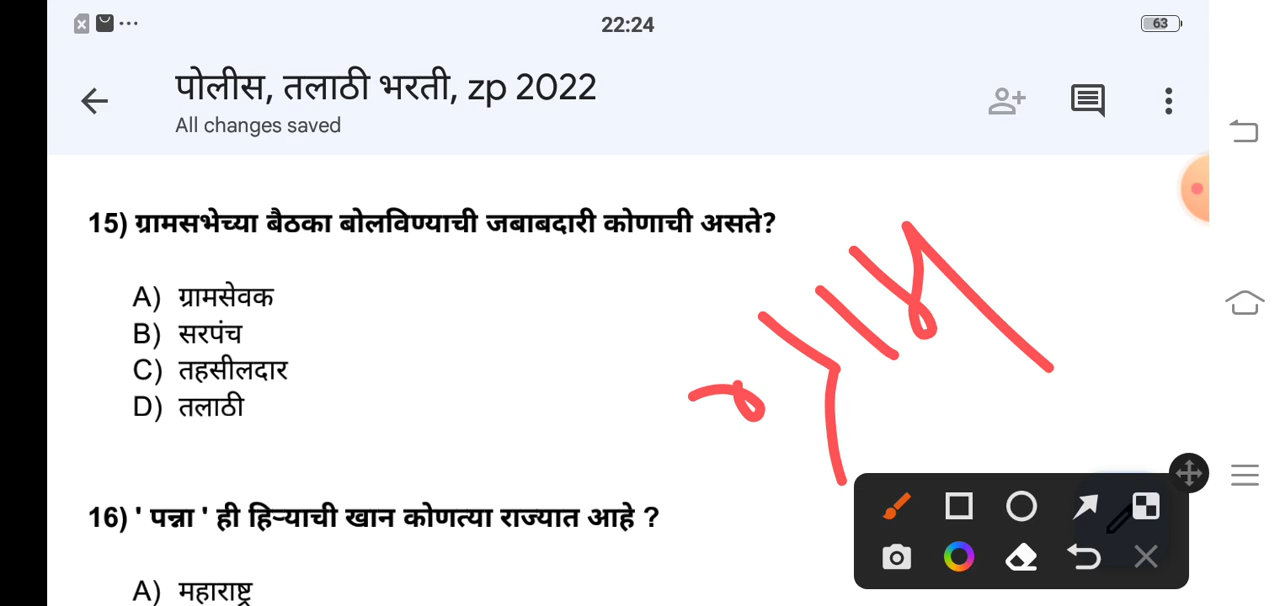 22:24
63
पोलीस, तलाठी भरती, zp 2022
All changes saved
15) ग्रामसभेच्या बैठका बोलविण्याची जबाबदारी कोणाची असते?
A) ग्रामसेवक
B) सरपंच
C) तहसीलदार
D) तलाठी
16) ' पन्ना ' ही हिऱ्याची खान कोणत्या राज्यात आहे ?
A) महाराष्ट्र